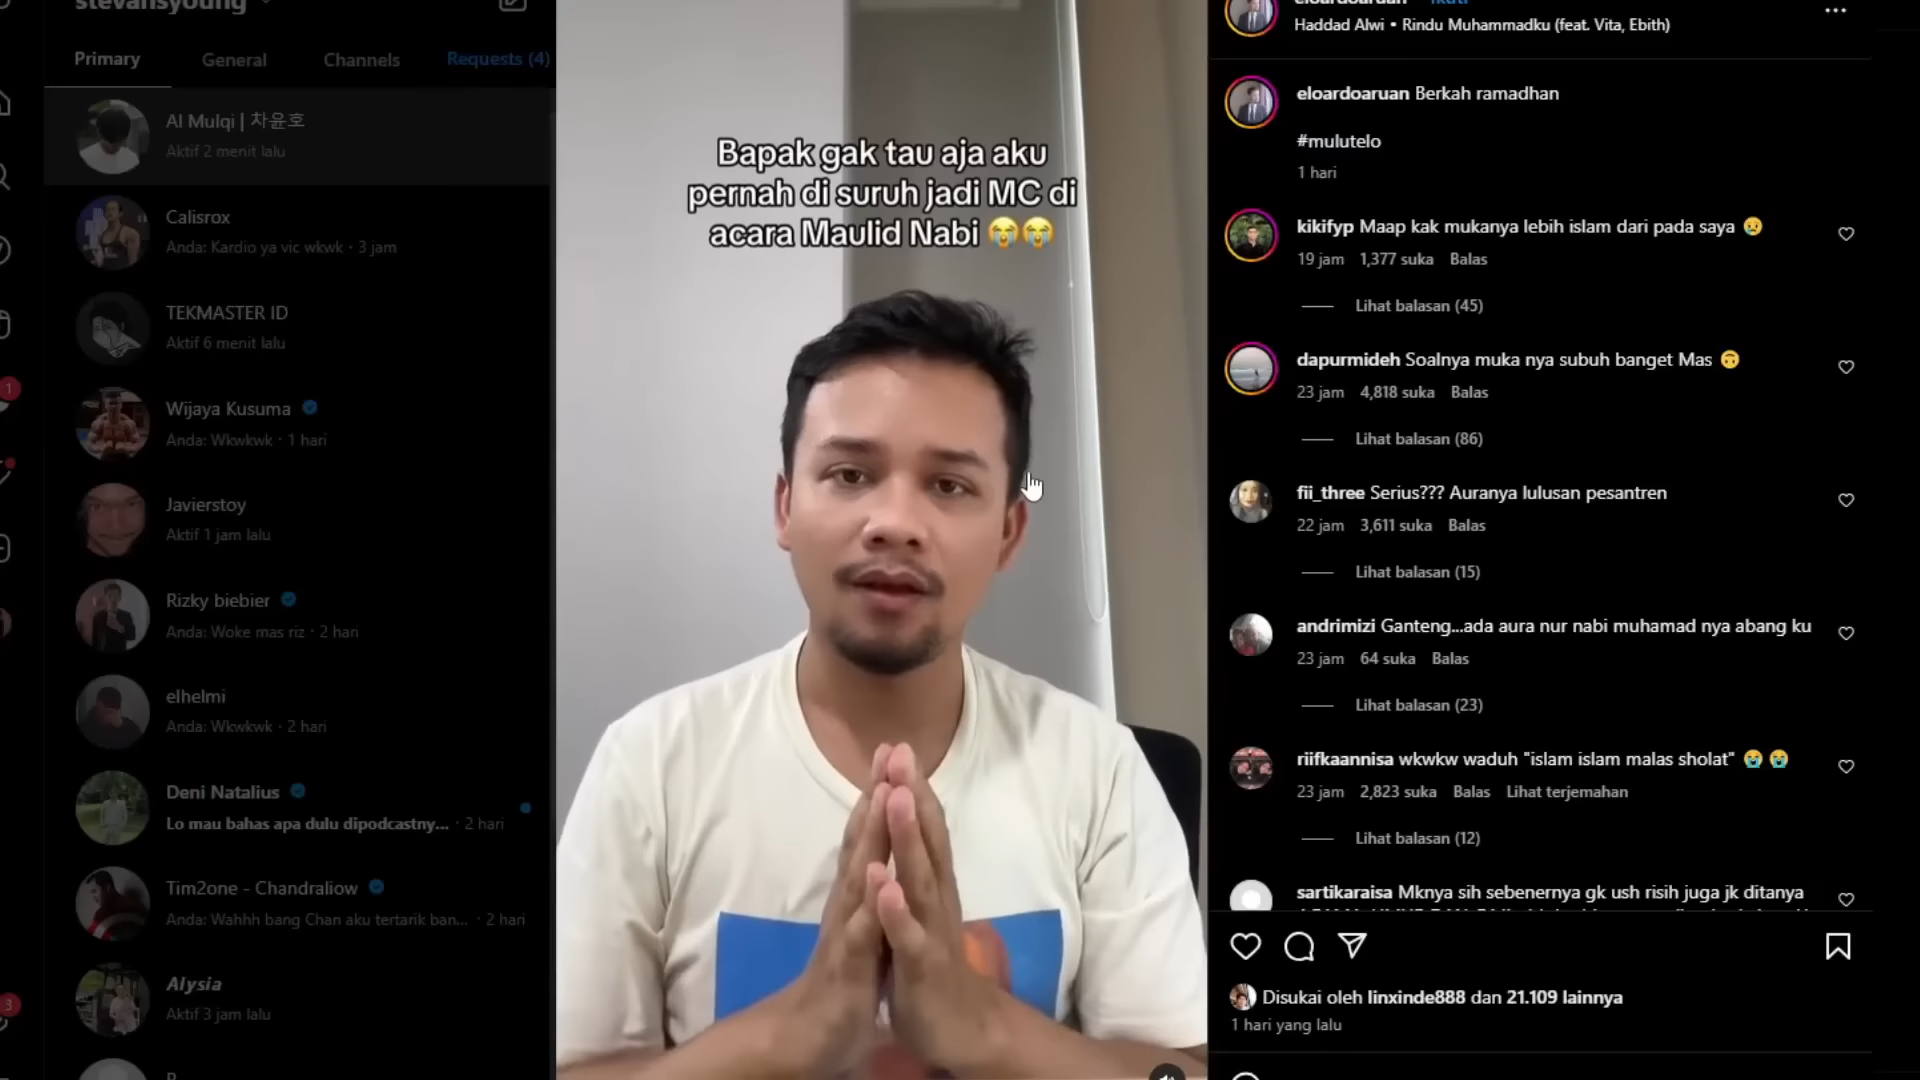 stevansyoung
Primary
General
Channels
Requests (4)
Al Mulqi | 차윤호
Aktif 2 menit lalu
Calisrox
Anda: Kardio ya vic wkwk · 3 jam
TEKMASTER ID
Aktif 6 menit lalu
Wijaya Kusuma
Anda: Wkwkwk · 1 hari
Javierstoy
Aktif 1 jam lalu
Rizky biebier
Anda: Woke mas riz · 2 hari
elhelmi
Anda: Wkwkwk · 2 hari
Deni Natalius
Lo mau bahas apa dulu dipodcastny... · 2 hari
Tim2one - Chandraliow
Anda: Wahhh bang Chan aku tertarik ban... · 2 hari
Alysia
Aktif 3 jam lalu
1
3
Bapak gak tau aja aku
pernah di suruh jadi MC di
acara Maulid Nabi 😭😭
eloardoaruan Ikuti
Haddad Alwi • Rindu Muhammadku (feat. Vita, Ebith)
eloardoaruan Berkah ramadhan
#mulutelo
1 hari
kikifyp Maap kak mukanya lebih islam dari pada saya 😥
19 jam 1,377 suka Balas
Lihat balasan (45)
dapurmideh Soalnya muka nya subuh banget Mas 🙃
23 jam 4,818 suka Balas
Lihat balasan (86)
fii_three Serius??? Auranya lulusan pesantren
22 jam 3,611 suka Balas
Lihat balasan (15)
andrimizi Ganteng...ada aura nur nabi muhamad nya abang ku
23 jam 64 suka Balas
Lihat balasan (23)
riifkaannisa wkwkw waduh "islam islam malas sholat" 😭 😭
23 jam 2,823 suka Balas Lihat terjemahan
Lihat balasan (12)
sartikaraisa Mknya sih sebenernya gk ush risih juga jk ditanya
Disukai oleh linxinde888 dan 21.109 lainnya
1 hari yang lalu